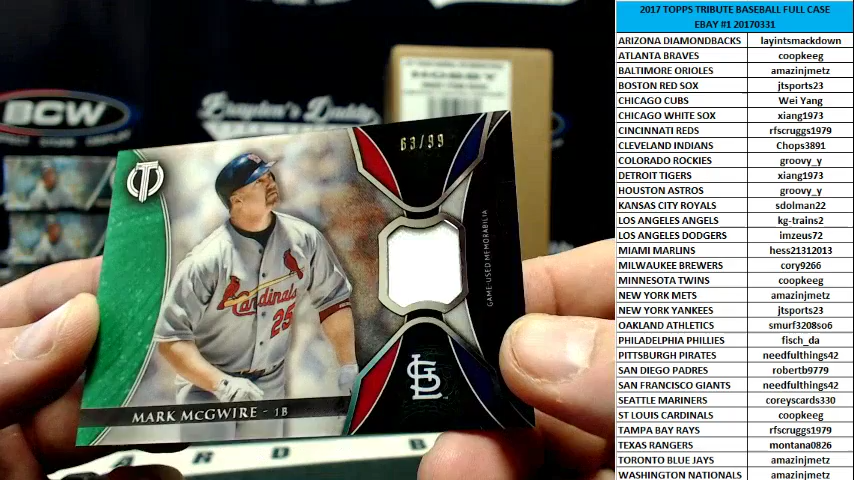 BCW
Brayden's Daddy
HOBBY
63/99
GAME-USED MEMORABILIA
Cardinals
25
MARK McGWIRE - 1B
2017 TOPPS TRIBUTE BASEBALL FULL CASE
EBAY #1 20170331
ARIZONA DIAMONDBACKS layintsmackdown
ATLANTA BRAVES coopkeeg
BALTIMORE ORIOLES amazinjmetz
BOSTON RED SOX jtsports23
CHICAGO CUBS Wei Yang
CHICAGO WHITE SOX xiang1973
CINCINNATI REDS rfscruggs1979
CLEVELAND INDIANS Chops3891
COLORADO ROCKIES groovy_y
DETROIT TIGERS xiang1973
HOUSTON ASTROS groovy_y
KANSAS CITY ROYALS sdolman22
LOS ANGELES ANGELS kg-trains2
LOS ANGELES DODGERS imzeus72
MIAMI MARLINS hess21312013
MILWAUKEE BREWERS cory9266
MINNESOTA TWINS coopkeeg
NEW YORK METS amazinjmetz
NEW YORK YANKEES jtsports23
OAKLAND ATHLETICS smurf3208so6
PHILADELPHIA PHILLIES fisch_da
PITTSBURGH PIRATES needfulthings42
SAN DIEGO PADRES robertb9779
SAN FRANCISCO GIANTS needfulthings42
SEATTLE MARINERS coreyscards330
ST LOUIS CARDINALS coopkeeg
TAMPA BAY RAYS rfscruggs1979
TEXAS RANGERS montana0826
TORONTO BLUE JAYS amazinjmetz
WASHINGTON NATIONALS amazinjmetz